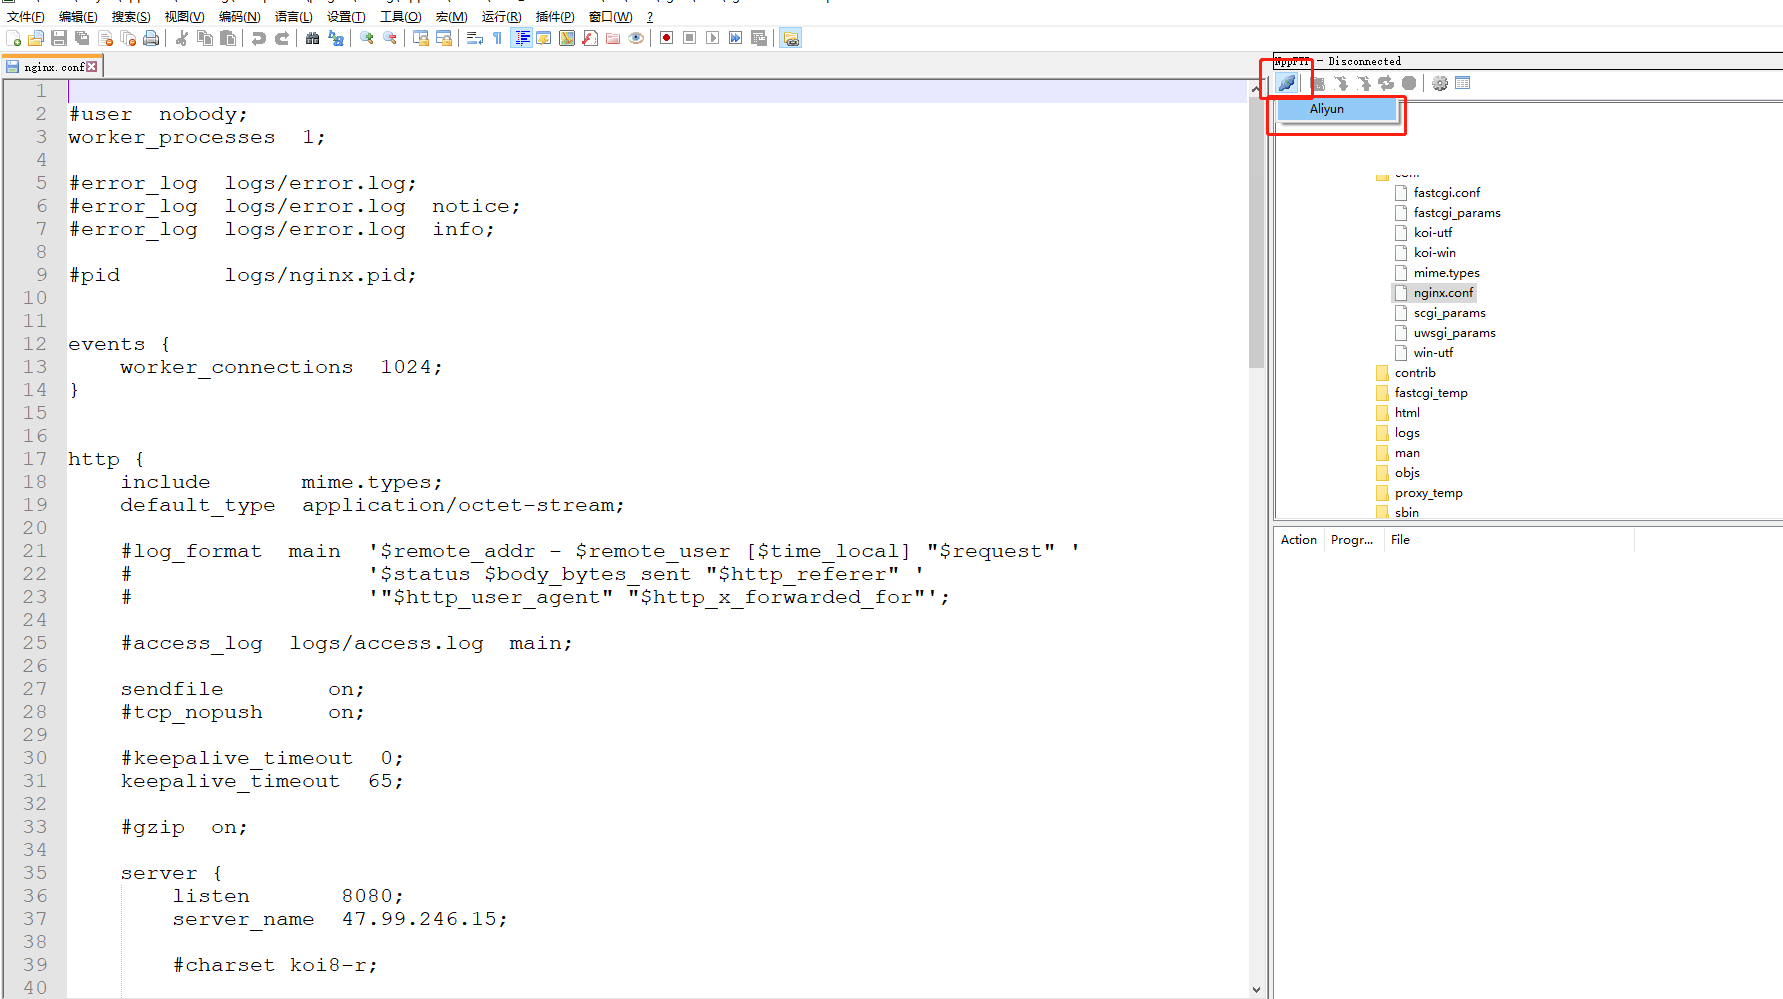 文件(F) 编辑(E) 搜索(S) 视图(V) 编码(N) 语言(L) 设置(T) 工具(O) 宏(M) 运行(R) 插件(P) 窗口(W) ?
nginx.conf
1
2 #user  nobody;
3 worker_processes  1;
4
5 #error_log  logs/error.log;
6 #error_log  logs/error.log  notice;
7 #error_log  logs/error.log  info;
8
9 #pid        logs/nginx.pid;
10
11
12 events {
13     worker_connections  1024;
14 }
15
16
17 http {
18     include       mime.types;
19     default_type  application/octet-stream;
20
21     #log_format  main  '$remote_addr - $remote_user [$time_local] "$request" '
22     #                  '$status $body_bytes_sent "$http_referer" '
23     #                  '"$http_user_agent" "$http_x_forwarded_for"';
24
25     #access_log  logs/access.log  main;
26
27     sendfile        on;
28     #tcp_nopush     on;
29
30     #keepalive_timeout  0;
31     keepalive_timeout  65;
32
33     #gzip  on;
34
35     server {
36         listen       8080;
37         server_name  47.99.246.15;
38
39         #charset koi8-r;
40
NppFTP - Disconnected
Aliyun
conf
fastcgi.conf
fastcgi_params
koi-utf
koi-win
mime.types
nginx.conf
scgi_params
uwsgi_params
win-utf
contrib
fastcgi_temp
html
logs
man
objs
proxy_temp
sbin
Action Progr... File